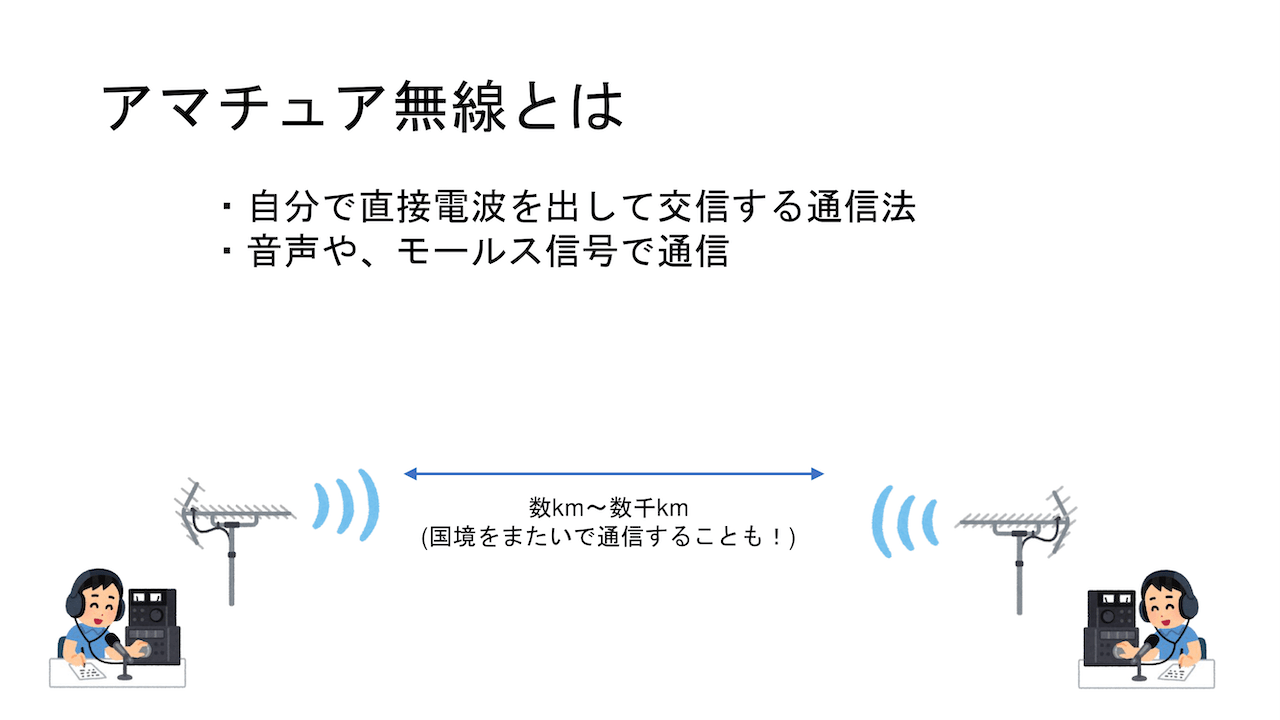 アマチュア無線とは
・自分で直接電波を出して交信する通信法
・音声や、モールス信号で通信
数km～数千km
(国境をまたいで通信することも！)